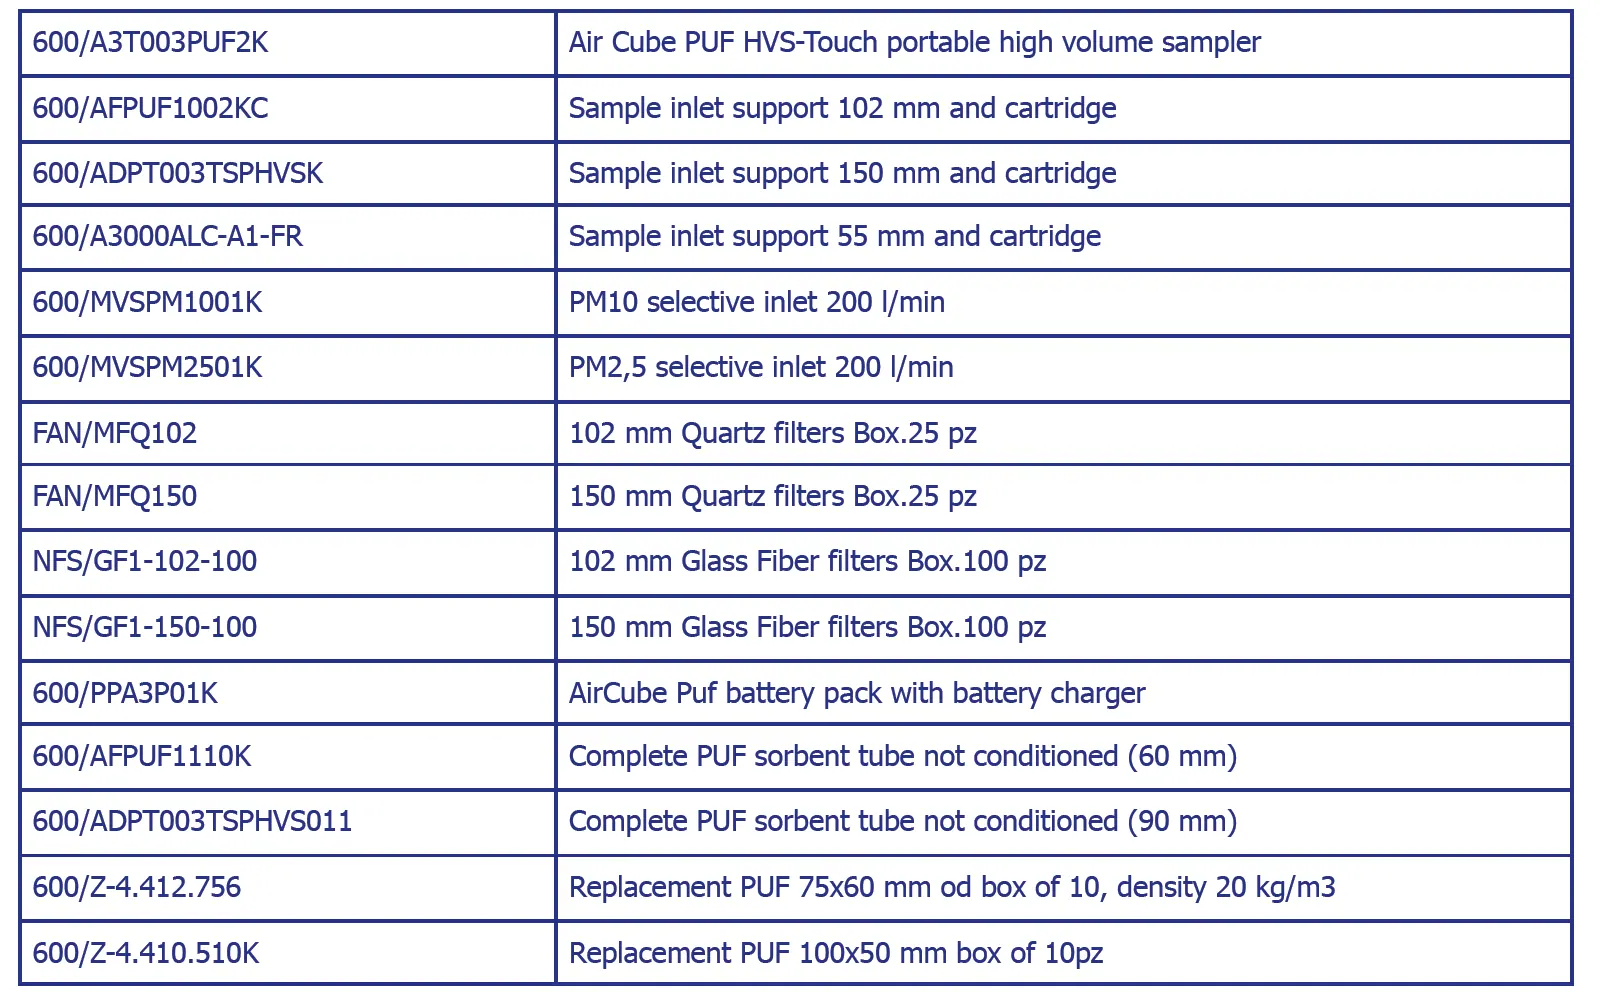 600/A3T003PUF2K Air Cube PUF HVS-Touch portable high volume sampler
600/AFPUF1002KC Sample inlet support 102 mm and cartridge
600/ADPT003TSPHVSK Sample inlet support 150 mm and cartridge
600/A3000ALC-A1-FR Sample inlet support 55 mm and cartridge
600/MVSPM1001K PM10 selective inlet 200 l/min
600/MVSPM2501K PM2,5 selective inlet 200 l/min
FAN/MFQ102 102 mm Quartz filters Box.25 pz
FAN/MFQ150 150 mm Quartz filters Box.25 pz
NFS/GF1-102-100 102 mm Glass Fiber filters Box.100 pz
NFS/GF1-150-100 150 mm Glass Fiber filters Box.100 pz
600/PPA3P01K AirCube Puf battery pack with battery charger
600/AFPUF1110K Complete PUF sorbent tube not conditioned (60 mm)
600/ADPT003TSPHVS011 Complete PUF sorbent tube not conditioned (90 mm)
600/Z-4.412.756 Replacement PUF 75x60 mm od box of 10, density 20 kg/m3
600/Z-4.410.510K Replacement PUF 100x50 mm box of 10pz